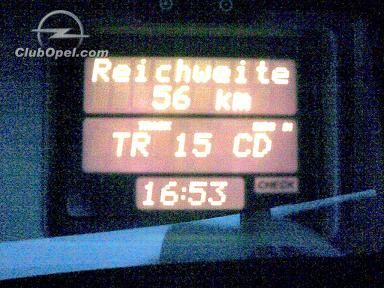 ClubOpel.com
Reichweite
56 km
TR 15 CD
16:53
CHECK